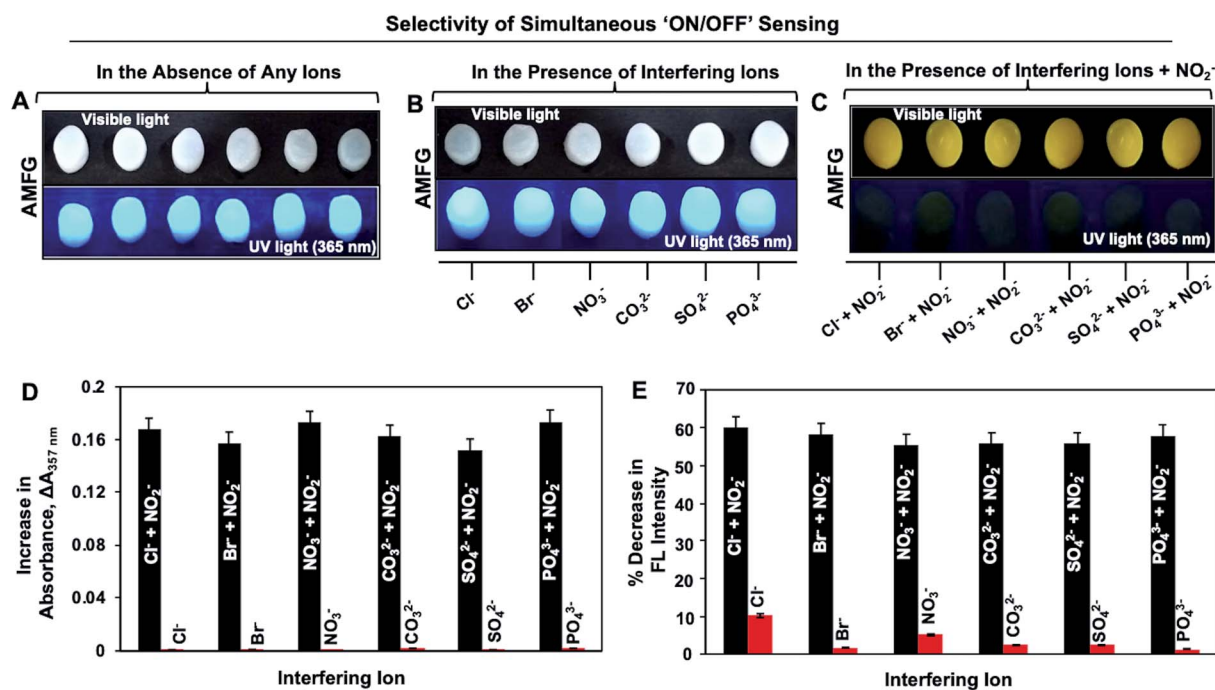 Selectivity of Simultaneous ‘ON/OFF’ Sensing
In the Absence of Any Ions
A
Visible light
AMFG
UV light (365 nm)
In the Presence of Interfering Ions
B
Visible light
AMFG
UV light (365 nm)
Cl⁻
Br⁻
NO₃⁻
CO₃²⁻
SO₄²⁻
PO₄³⁻
In the Presence of Interfering Ions + NO₂⁻
C
Visible light
AMFG
UV light (365 nm)
Cl⁻ + NO₂⁻
Br⁻ + NO₂⁻
NO₃⁻ + NO₂⁻
CO₃²⁻ + NO₂⁻
SO₄²⁻ + NO₂⁻
PO₄³⁻ + NO₂⁻
D
Increase in
Absorbance, ΔA₃₅₇ nm
0.2
0.16
0.12
0.08
0.04
0
Cl⁻ + NO₂⁻
Cl⁻
Br⁻ + NO₂⁻
Br⁻
NO₃⁻ + NO₂⁻
NO₃⁻
CO₃²⁻ + NO₂⁻
CO₃²⁻
SO₄²⁻ + NO₂⁻
SO₄²⁻
PO₄³⁻ + NO₂⁻
PO₄³⁻
Interfering Ion
E
% Decrease in
FL Intensity
70
60
50
40
30
20
10
0
Cl⁻ + NO₂⁻
Cl⁻
Br⁻ + NO₂⁻
Br⁻
NO₃⁻ + NO₂⁻
NO₃⁻
CO₃²⁻ + NO₂⁻
CO₃²⁻
SO₄²⁻ + NO₂⁻
SO₄²⁻
PO₄³⁻ + NO₂⁻
PO₄³⁻
Interfering Ion